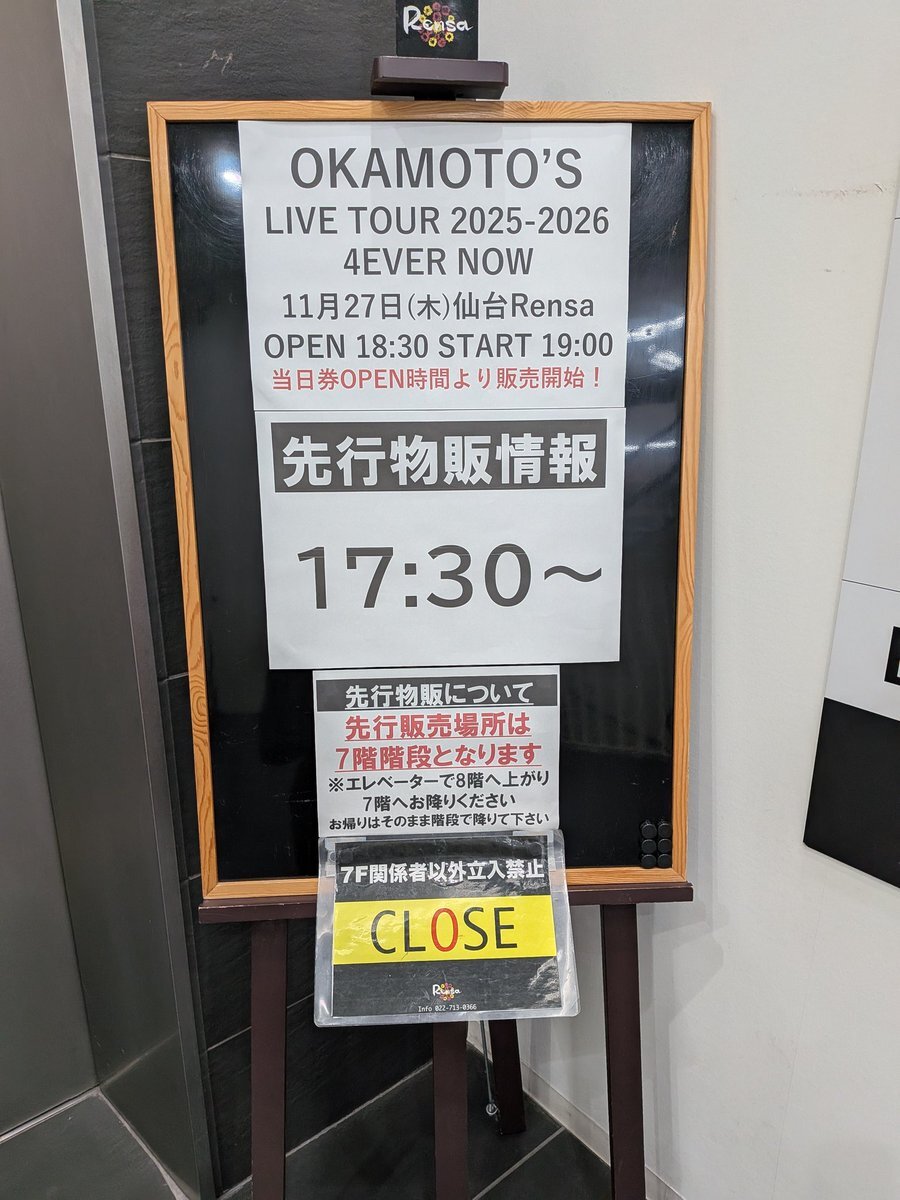 Rensa
OKAMOTO'S
LIVE TOUR 2025-2026
4EVER NOW
11月27日(木)仙台Rensa
OPEN 18:30 START 19:00
当日券OPEN時間より販売開始！
先行物販情報
17:30～
先行物販について
先行販売場所は
7階階段となります
※エレベーターで8階へ上がり
7階へお降りください
お帰りはそのまま階段で降りて下さい
7F関係者以外立入禁止
CLOSE
Rensa
Info 022-713-0366